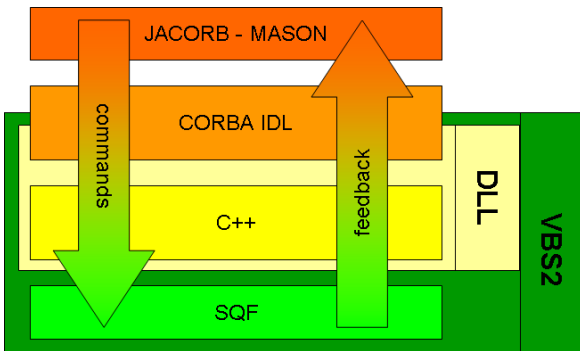 JACORB - MASON
commands
CORBA IDL
feedback
C++
DLL
VBS2
SQF